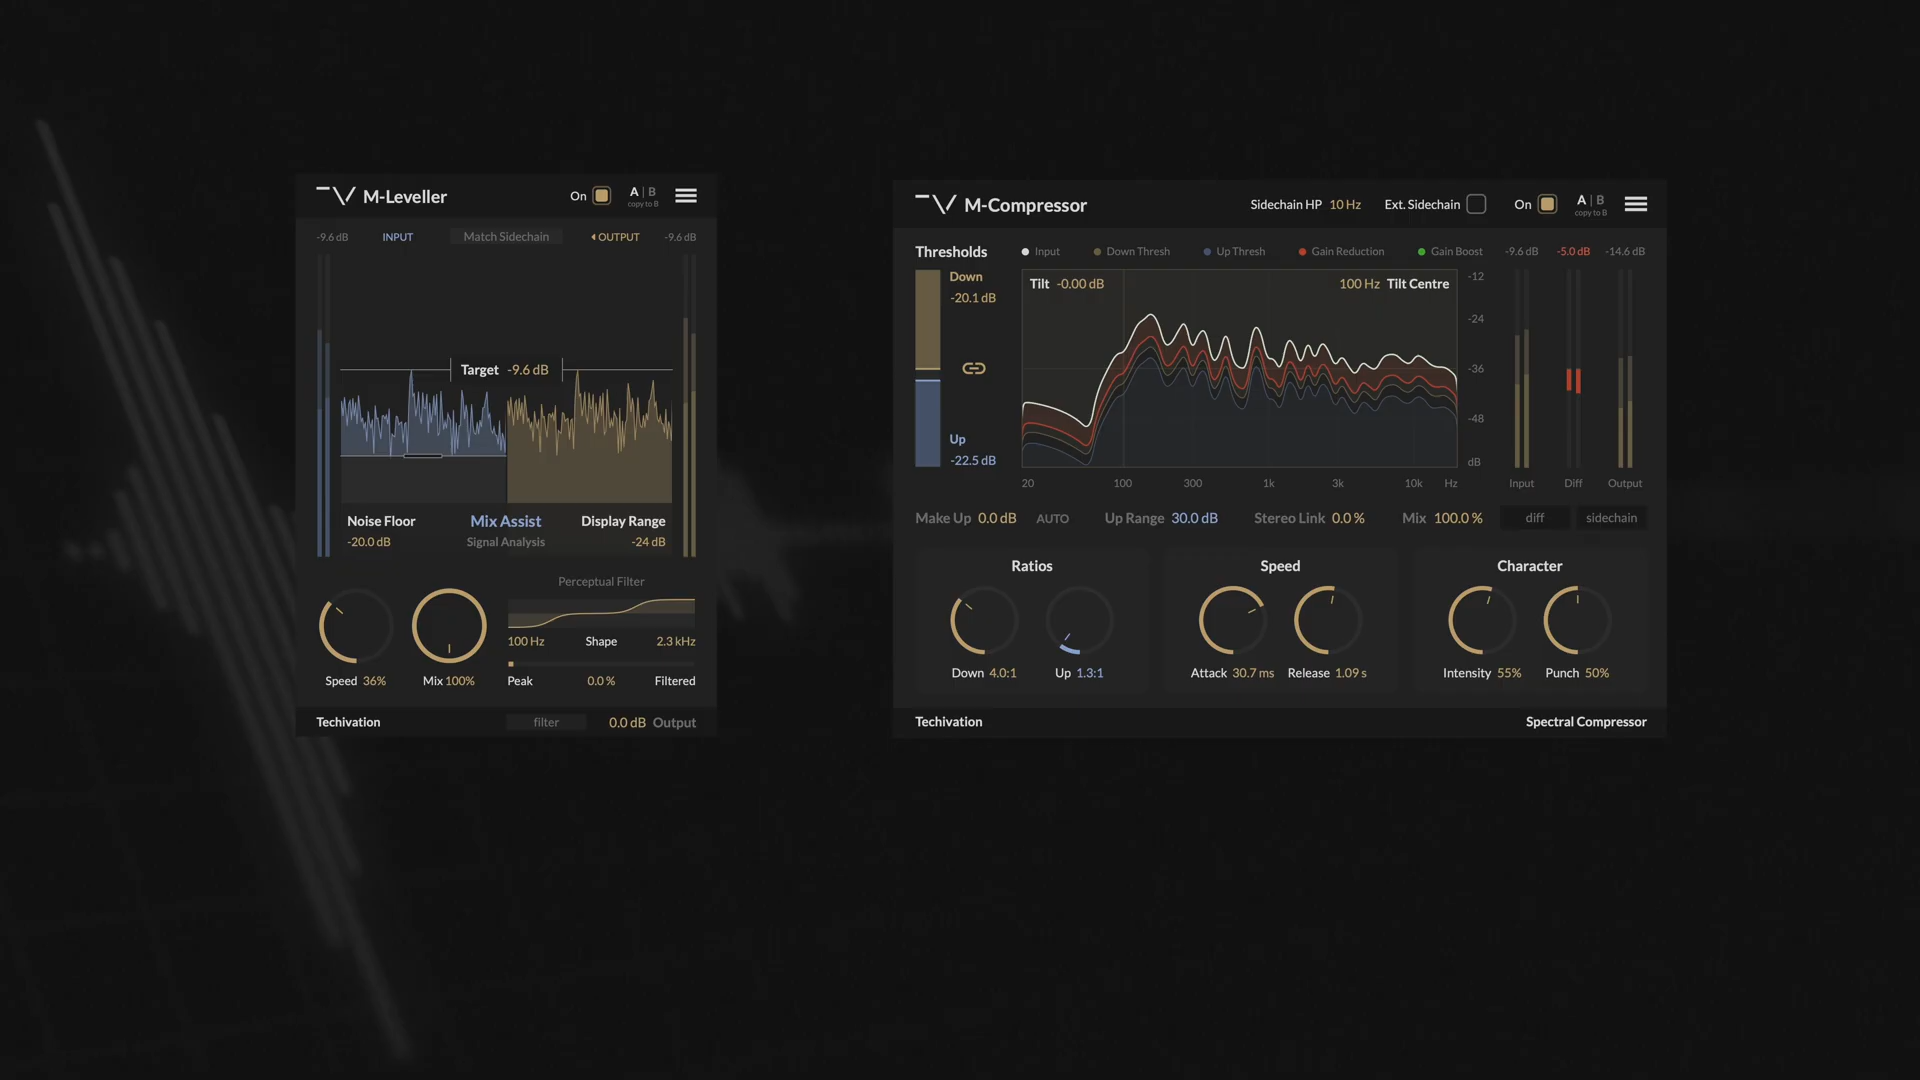 M-Leveller On A | B
copy to B
-9.6 dB INPUT Match Sidechain OUTPUT -9.6 dB
Target -9.6 dB
Noise Floor Mix Assist Display Range
-20.0 dB Signal Analysis -24 dB
Perceptual Filter
100 Hz Shape 2.3 kHz
Speed 36% Mix 100% Peak 0.0 % Filtered
Techivation filter 0.0 dB Output
M-Compressor Sidechain HP 10 Hz Ext. Sidechain On A | B
copy to B
Thresholds Input Down Thresh Up Thresh Gain Reduction Gain Boost -9.6 dB -5.0 dB -14.6 dB
Down
-20.1 dB
Tilt -0.00 dB 100 Hz Tilt Centre
-12
-24
-36
-48
dB
Up
-22.5 dB
20 100 300 1k 3k 10k Hz Input Diff Output
Make Up 0.0 dB AUTO Up Range 30.0 dB Stereo Link 0.0 % Mix 100.0 % diff sidechain
Ratios Speed Character
Down 4.0:1 Up 1.3:1 Attack 30.7 ms Release 1.09 s Intensity 55% Punch 50%
Techivation Spectral Compressor